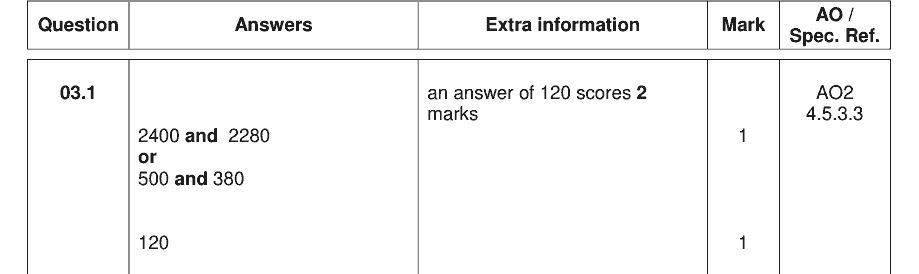 Question Answers Extra information Mark AO / Spec. Ref.
03.1 an answer of 120 scores 2 marks AO2 4.5.3.3
2400 and 2280 1
or
500 and 380
120 1